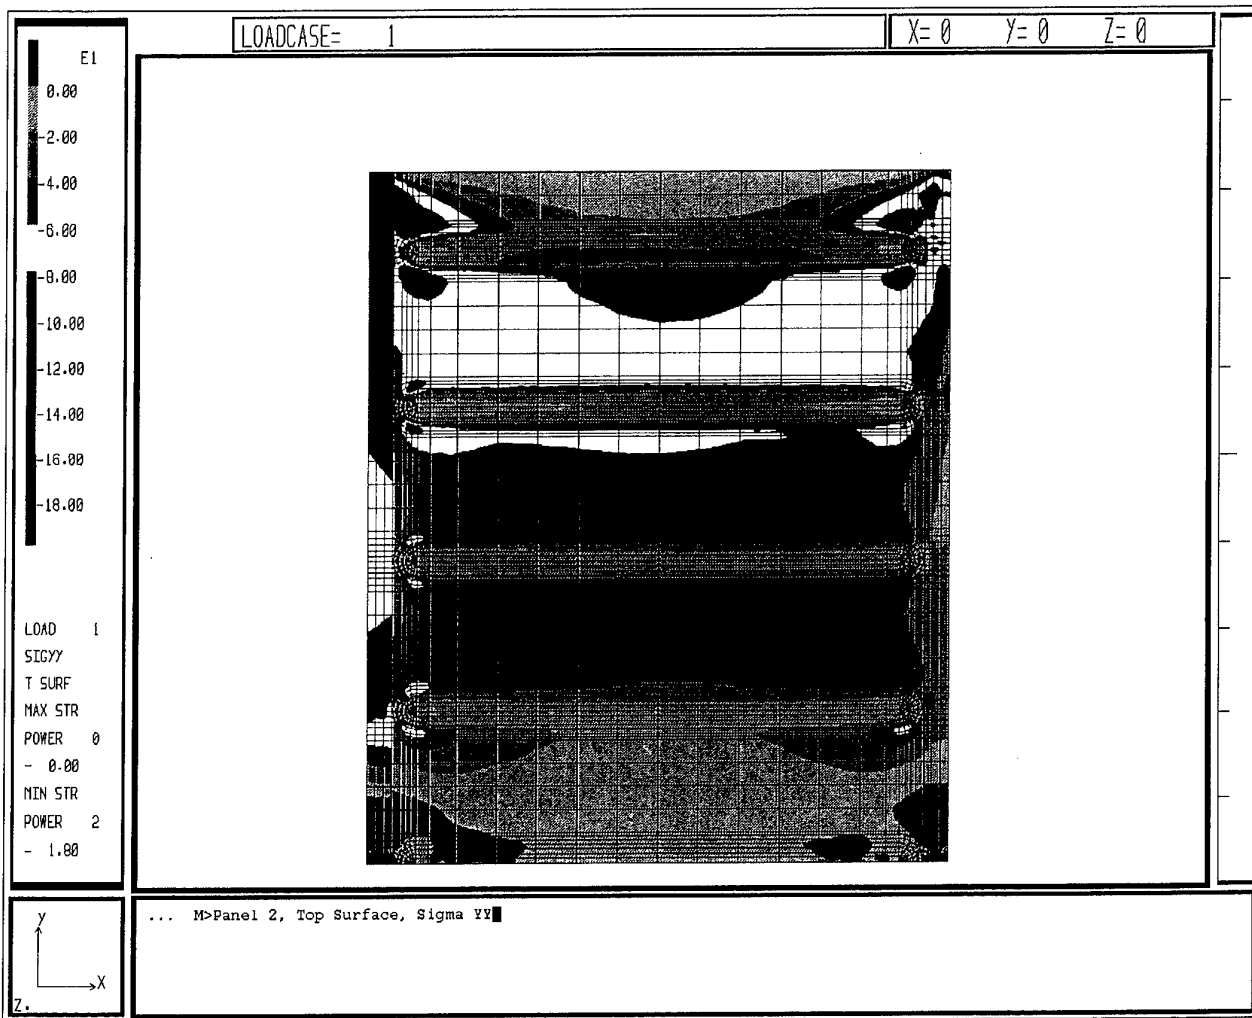 LOADCASE= 1
X= 0 Y= 0 Z= 0
E1
0.00
-2.00
-4.00
-6.00
-8.00
-10.00
-12.00
-14.00
-16.00
-18.00
LOAD 1
SIGYY
T SURF
MAX STR
POWER 0
- 0.00
MIN STR
POWER 2
- 1.80
... M>Panel 2, Top Surface, Sigma YY
y
X
Z.